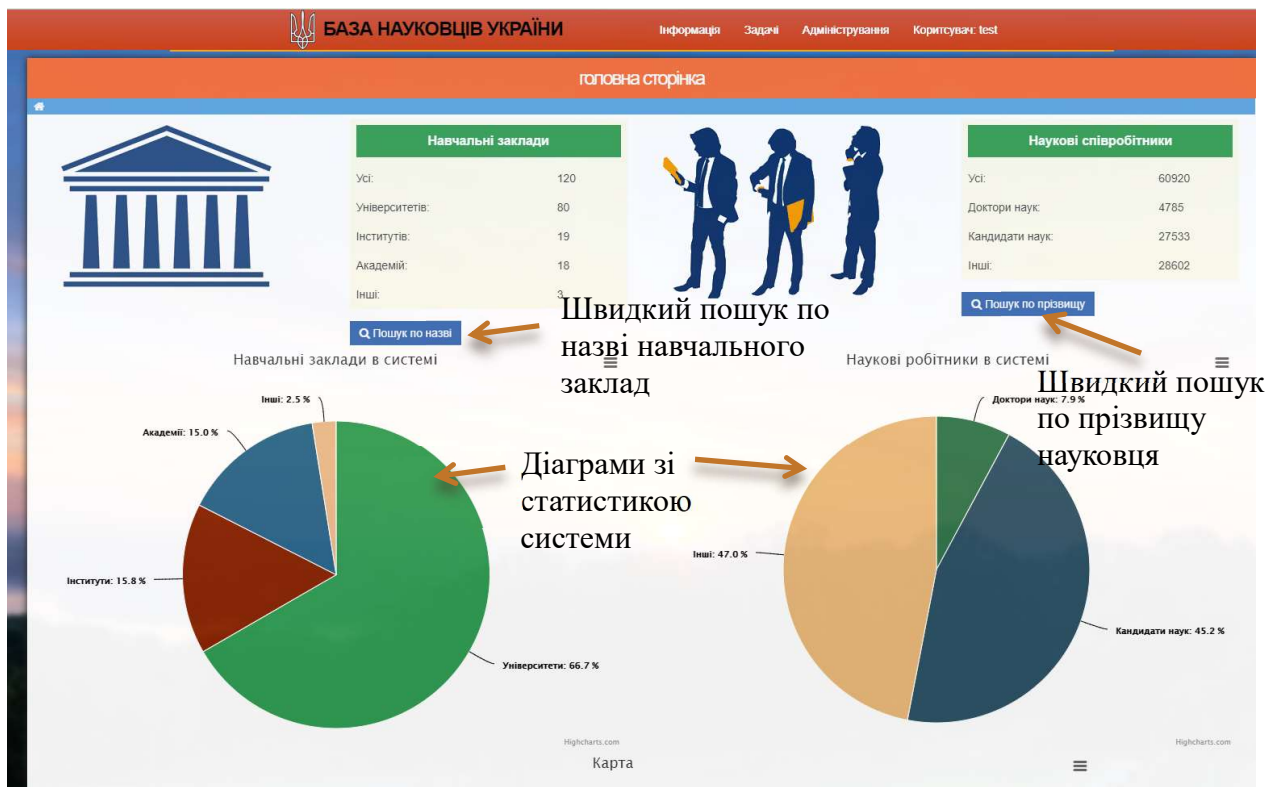 БАЗА НАУКОВЦІВ УКРАЇНИ
Інформація Задачі Адміністрування Коритсувач: test
головна сторінка
Навчальні заклади
Усі: 120
Університетів: 80
Інститутів: 19
Академій: 18
Інші: 3
Пошук по назві
Наукові співробітники
Усі: 60920
Доктори наук: 4785
Кандидати наук: 27533
Інші: 28602
Пошук по прізвищу
Швидкий пошук по
назві навчального
заклад
Швидкий пошук
по прізвищу
науковця
Навчальні заклади в системі
Інші: 2.5 %
Академії: 15.0 %
Інститути: 15.8 %
Університети: 66.7 %
Highcharts.com
Діаграми зі
статистикою
системи
Наукові робітники в системі
Доктори наук: 7.9 %
Інші: 47.0 %
Кандидати наук: 45.2 %
Highcharts.com
Карта